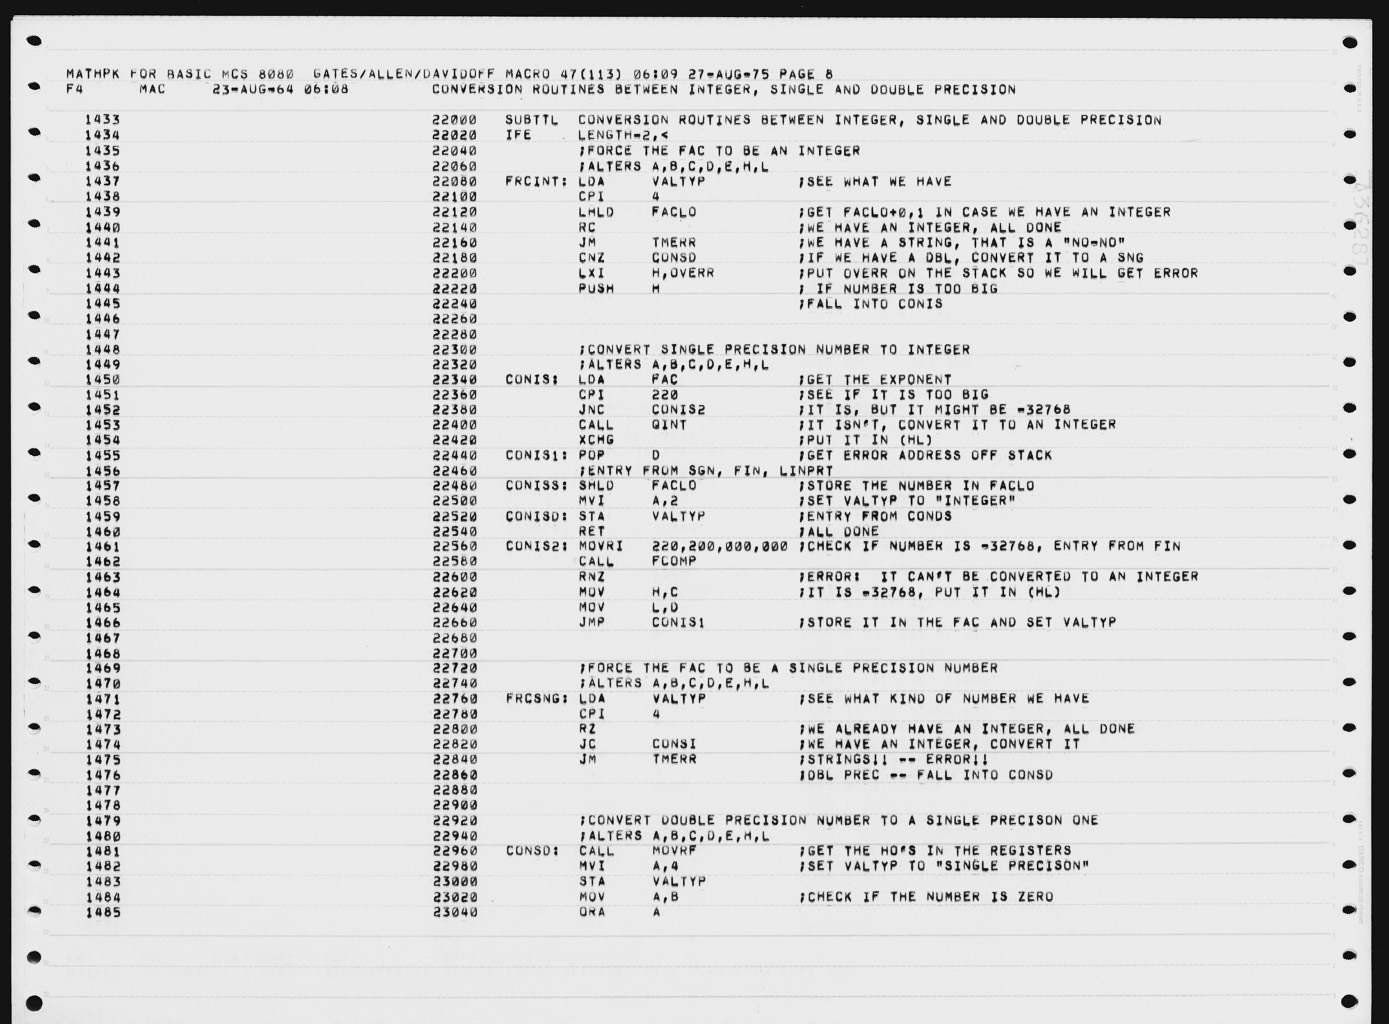 MATHPK FOR BASIC MCS 8080  GATES/ALLEN/DAVIDOFF MACRO 47(113) 06:09 27-AUG-75 PAGE 8
F4 MAC 23-AUG-64 06:08 CONVERSION ROUTINES BETWEEN INTEGER, SINGLE AND DOUBLE PRECISION
1433 22000 SUBTTL CONVERSION ROUTINES BETWEEN INTEGER, SINGLE AND DOUBLE PRECISION
1434 22020 IFE LENGTH-2,<
1435 22040 ;FORCE THE FAC TO BE AN INTEGER
1436 22060 ;ALTERS A,B,C,D,E,H,L
1437 22080 FRCINT: LDA VALTYP ;SEE WHAT WE HAVE
1438 22100 CPI 4
1439 22120 LHLD FACLO ;GET FACLO+0,1 IN CASE WE HAVE AN INTEGER
1440 22140 RC ;WE HAVE AN INTEGER, ALL DONE
1441 22160 JM TMERR ;WE HAVE A STRING, THAT IS A "NO-NO"
1442 22180 CNZ CONSD ;IF WE HAVE A DBL, CONVERT IT TO A SNG
1443 22200 LXI H,OVERR ;PUT OVERR ON THE STACK SO WE WILL GET ERROR
1444 22220 PUSH H ; IF NUMBER IS TOO BIG
1445 22240 ;FALL INTO CONIS
1446 22260
1447 22280
1448 22300 ;CONVERT SINGLE PRECISION NUMBER TO INTEGER
1449 22320 ;ALTERS A,B,C,D,E,H,L
1450 22340 CONIS: LDA FAC ;GET THE EXPONENT
1451 22360 CPI 220 ;SEE IF IT IS TOO BIG
1452 22380 JNC CONIS2 ;IT IS, BUT IT MIGHT BE -32768
1453 22400 CALL QINT ;IT ISN'T, CONVERT IT TO AN INTEGER
1454 22420 XCHG ;PUT IT IN (HL)
1455 22440 CONIS1: POP D ;GET ERROR ADDRESS OFF STACK
1456 22460 ;ENTRY FROM SGN, FIN, LINPRT
1457 22480 CONISS: SHLD FACLO ;STORE THE NUMBER IN FACLO
1458 22500 MVI A,2 ;SET VALTYP TO "INTEGER"
1459 22520 CONISD: STA VALTYP ;ENTRY FROM CONDS
1460 22540 RET ;ALL DONE
1461 22560 CONIS2: MOVRI 220,200,000,000 ;CHECK IF NUMBER IS -32768, ENTRY FROM FIN
1462 22580 CALL FCOMP
1463 22600 RNZ ;ERROR:  IT CAN'T BE CONVERTED TO AN INTEGER
1464 22620 MOV H,C ;IT IS -32768, PUT IT IN (HL)
1465 22640 MOV L,D
1466 22660 JMP CONIS1 ;STORE IT IN THE FAC AND SET VALTYP
1467 22680
1468 22700
1469 22720 ;FORCE THE FAC TO BE A SINGLE PRECISION NUMBER
1470 22740 ;ALTERS A,B,C,D,E,H,L
1471 22760 FRCSNG: LDA VALTYP ;SEE WHAT KIND OF NUMBER WE HAVE
1472 22780 CPI 4
1473 22800 RZ ;WE ALREADY HAVE AN INTEGER, ALL DONE
1474 22820 JC CONSI ;WE HAVE AN INTEGER, CONVERT IT
1475 22840 JM TMERR ;STRINGS!! -- ERROR!!
1476 22860 ;DBL PREC -- FALL INTO CONSD
1477 22880
1478 22900
1479 22920 ;CONVERT DOUBLE PRECISION NUMBER TO A SINGLE PRECISON ONE
1480 22940 ;ALTERS A,B,C,D,E,H,L
1481 22960 CONSD: CALL MOVRF ;GET THE HO'S IN THE REGISTERS
1482 22980 MVI A,4 ;SET VALTYP TO "SINGLE PRECISON"
1483 23000 STA VALTYP
1484 23020 MOV A,B ;CHECK IF THE NUMBER IS ZERO
1485 23040 ORA A